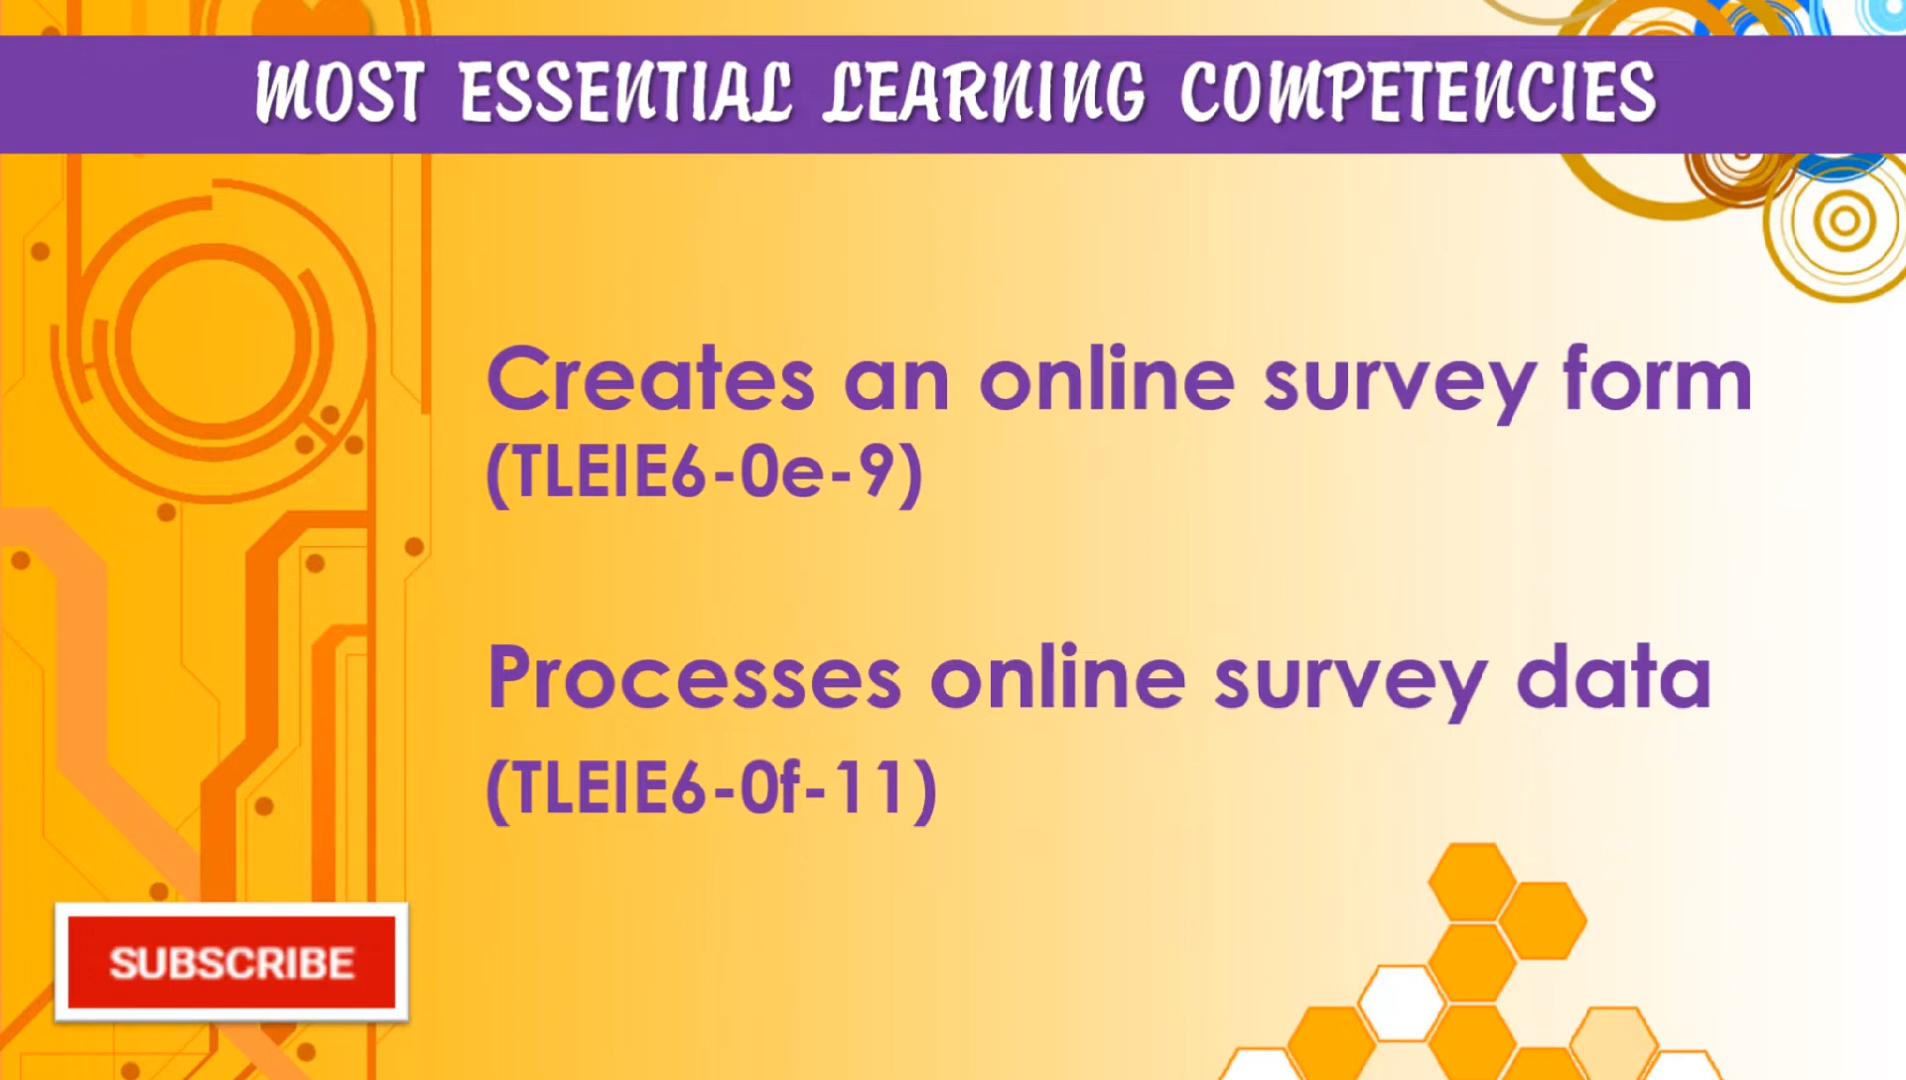 MOST ESSENTIAL LEARNING COMPETENCIES
Creates an online survey form
(TLEIE6-0e-9)
Processes online survey data
(TLEIE6-0f-11)
SUBSCRIBE